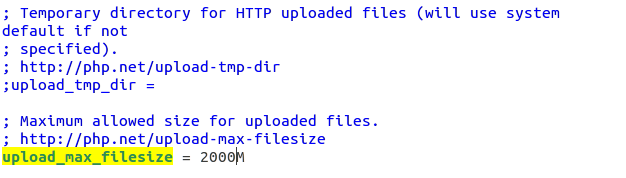 ; Temporary directory for HTTP uploaded files (will use system
default if not
; specified).
; http://php.net/upload-tmp-dir
;upload_tmp_dir =
; Maximum allowed size for uploaded files.
; http://php.net/upload-max-filesize
upload_max_filesize = 2000M